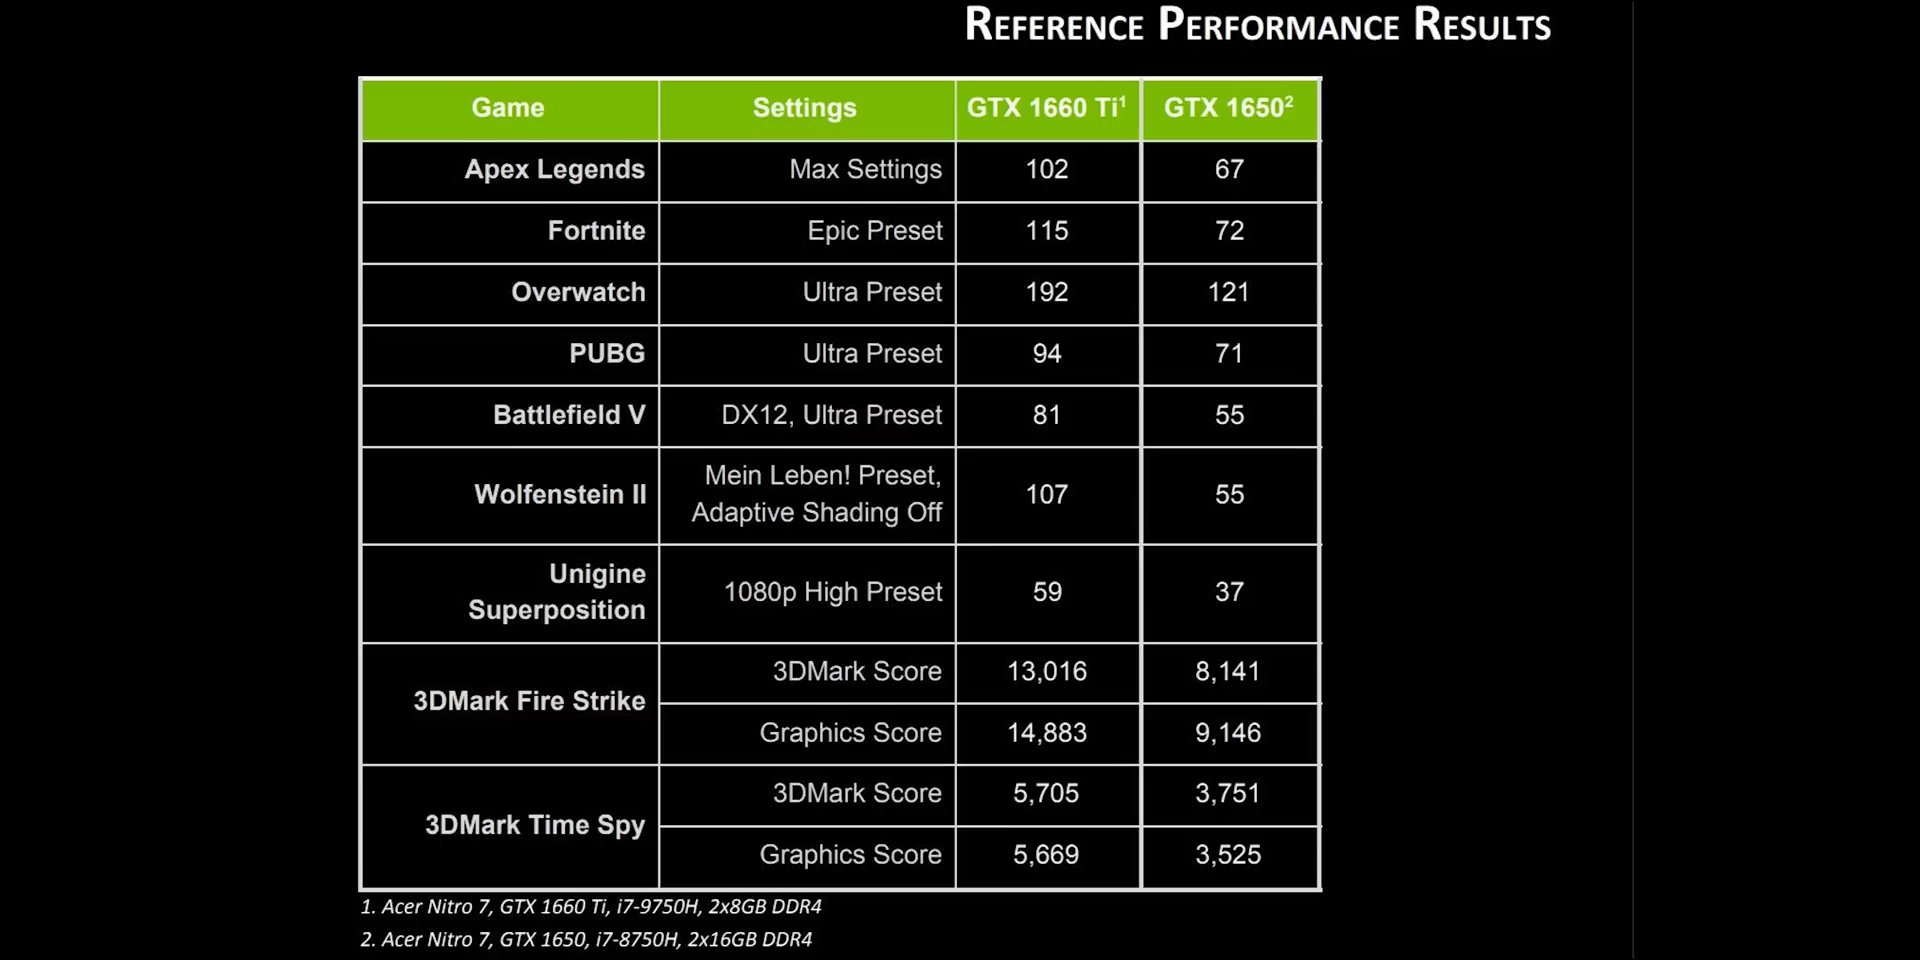 REFERENCE PERFORMANCE RESULTS
Game Settings GTX 1660 Ti¹ GTX 1650²
Apex Legends Max Settings 102 67
Fortnite Epic Preset 115 72
Overwatch Ultra Preset 192 121
PUBG Ultra Preset 94 71
Battlefield V DX12, Ultra Preset 81 55
Wolfenstein II Mein Leben! Preset,
Adaptive Shading Off 107 55
Unigine
Superposition 1080p High Preset 59 37
3DMark Fire Strike 3DMark Score 13,016 8,141
Graphics Score 14,883 9,146
3DMark Time Spy 3DMark Score 5,705 3,751
Graphics Score 5,669 3,525
1. Acer Nitro 7, GTX 1660 Ti, i7-9750H, 2x8GB DDR4
2. Acer Nitro 7, GTX 1650, i7-8750H, 2x16GB DDR4